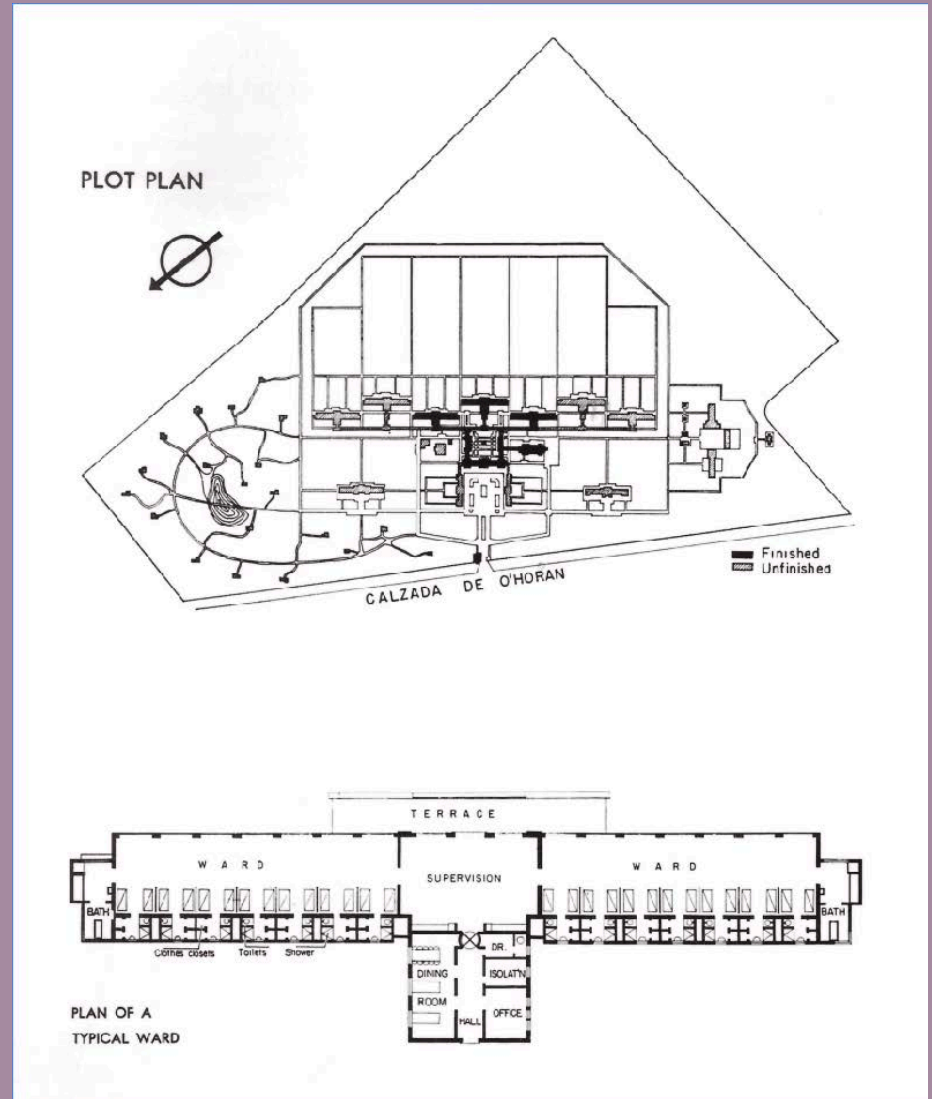 PLOT PLAN
Finished
Unfinished
CALZADA DE O'HORAN
TERRACE
WARD
SUPERVISION
WARD
BATH
BATH
Clothes closets
Toilets
Shower
DR.
DINING
ROOM
ISOLAT'N
OFFCE
HALL
PLAN OF A
TYPICAL WARD